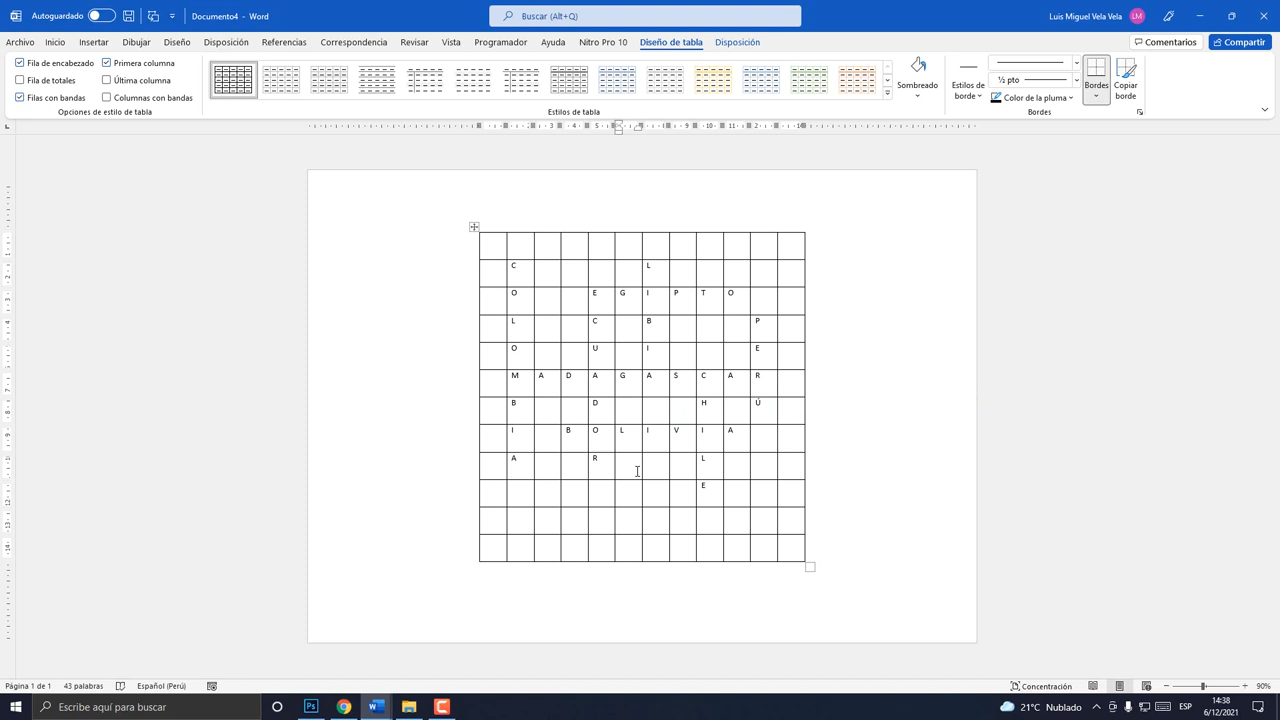 Autoguardado Documento4 - Word Buscar (Alt+Q) Luis Miguel Vela Vela LM
Archivo Inicio Insertar Dibujar Diseño Disposición Referencias Correspondencia Revisar Vista Programador Ayuda Nitro Pro 10 Diseño de tabla Disposición Comentarios Compartir
Fila de encabezado Primera columna
Fila de totales Última columna
Filas con bandas Columnas con bandas
Opciones de estilo de tabla
Estilos de tabla
Sombreado
Estilos de borde
½ pto
Color de la pluma
Bordes
Copiar borde
Bordes
C L
O E G I P T O
L C B P
O U I E
M A D A G A S C A R
B D H Ú
I B O L I V I A
A R L
E
Página 1 de 1 43 palabras Español (Perú) Concentración 90%
Escribe aquí para buscar 21°C Nublado ESP 14:38
6/12/2021